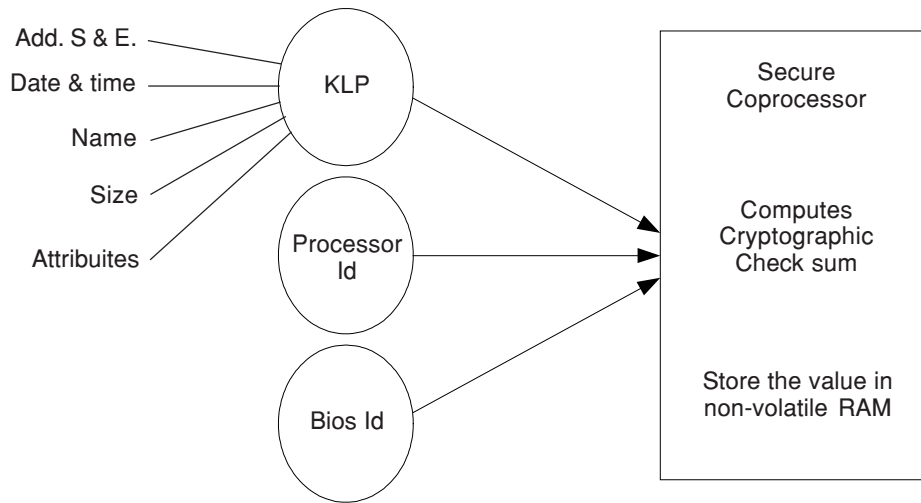 Add. S & E.
Date & time
Name
Size
Attribuites
KLP
Processor
Id
Bios Id
Secure
Coprocessor
Computes
Cryptographic
Check sum
Store the value in
non-volatile RAM